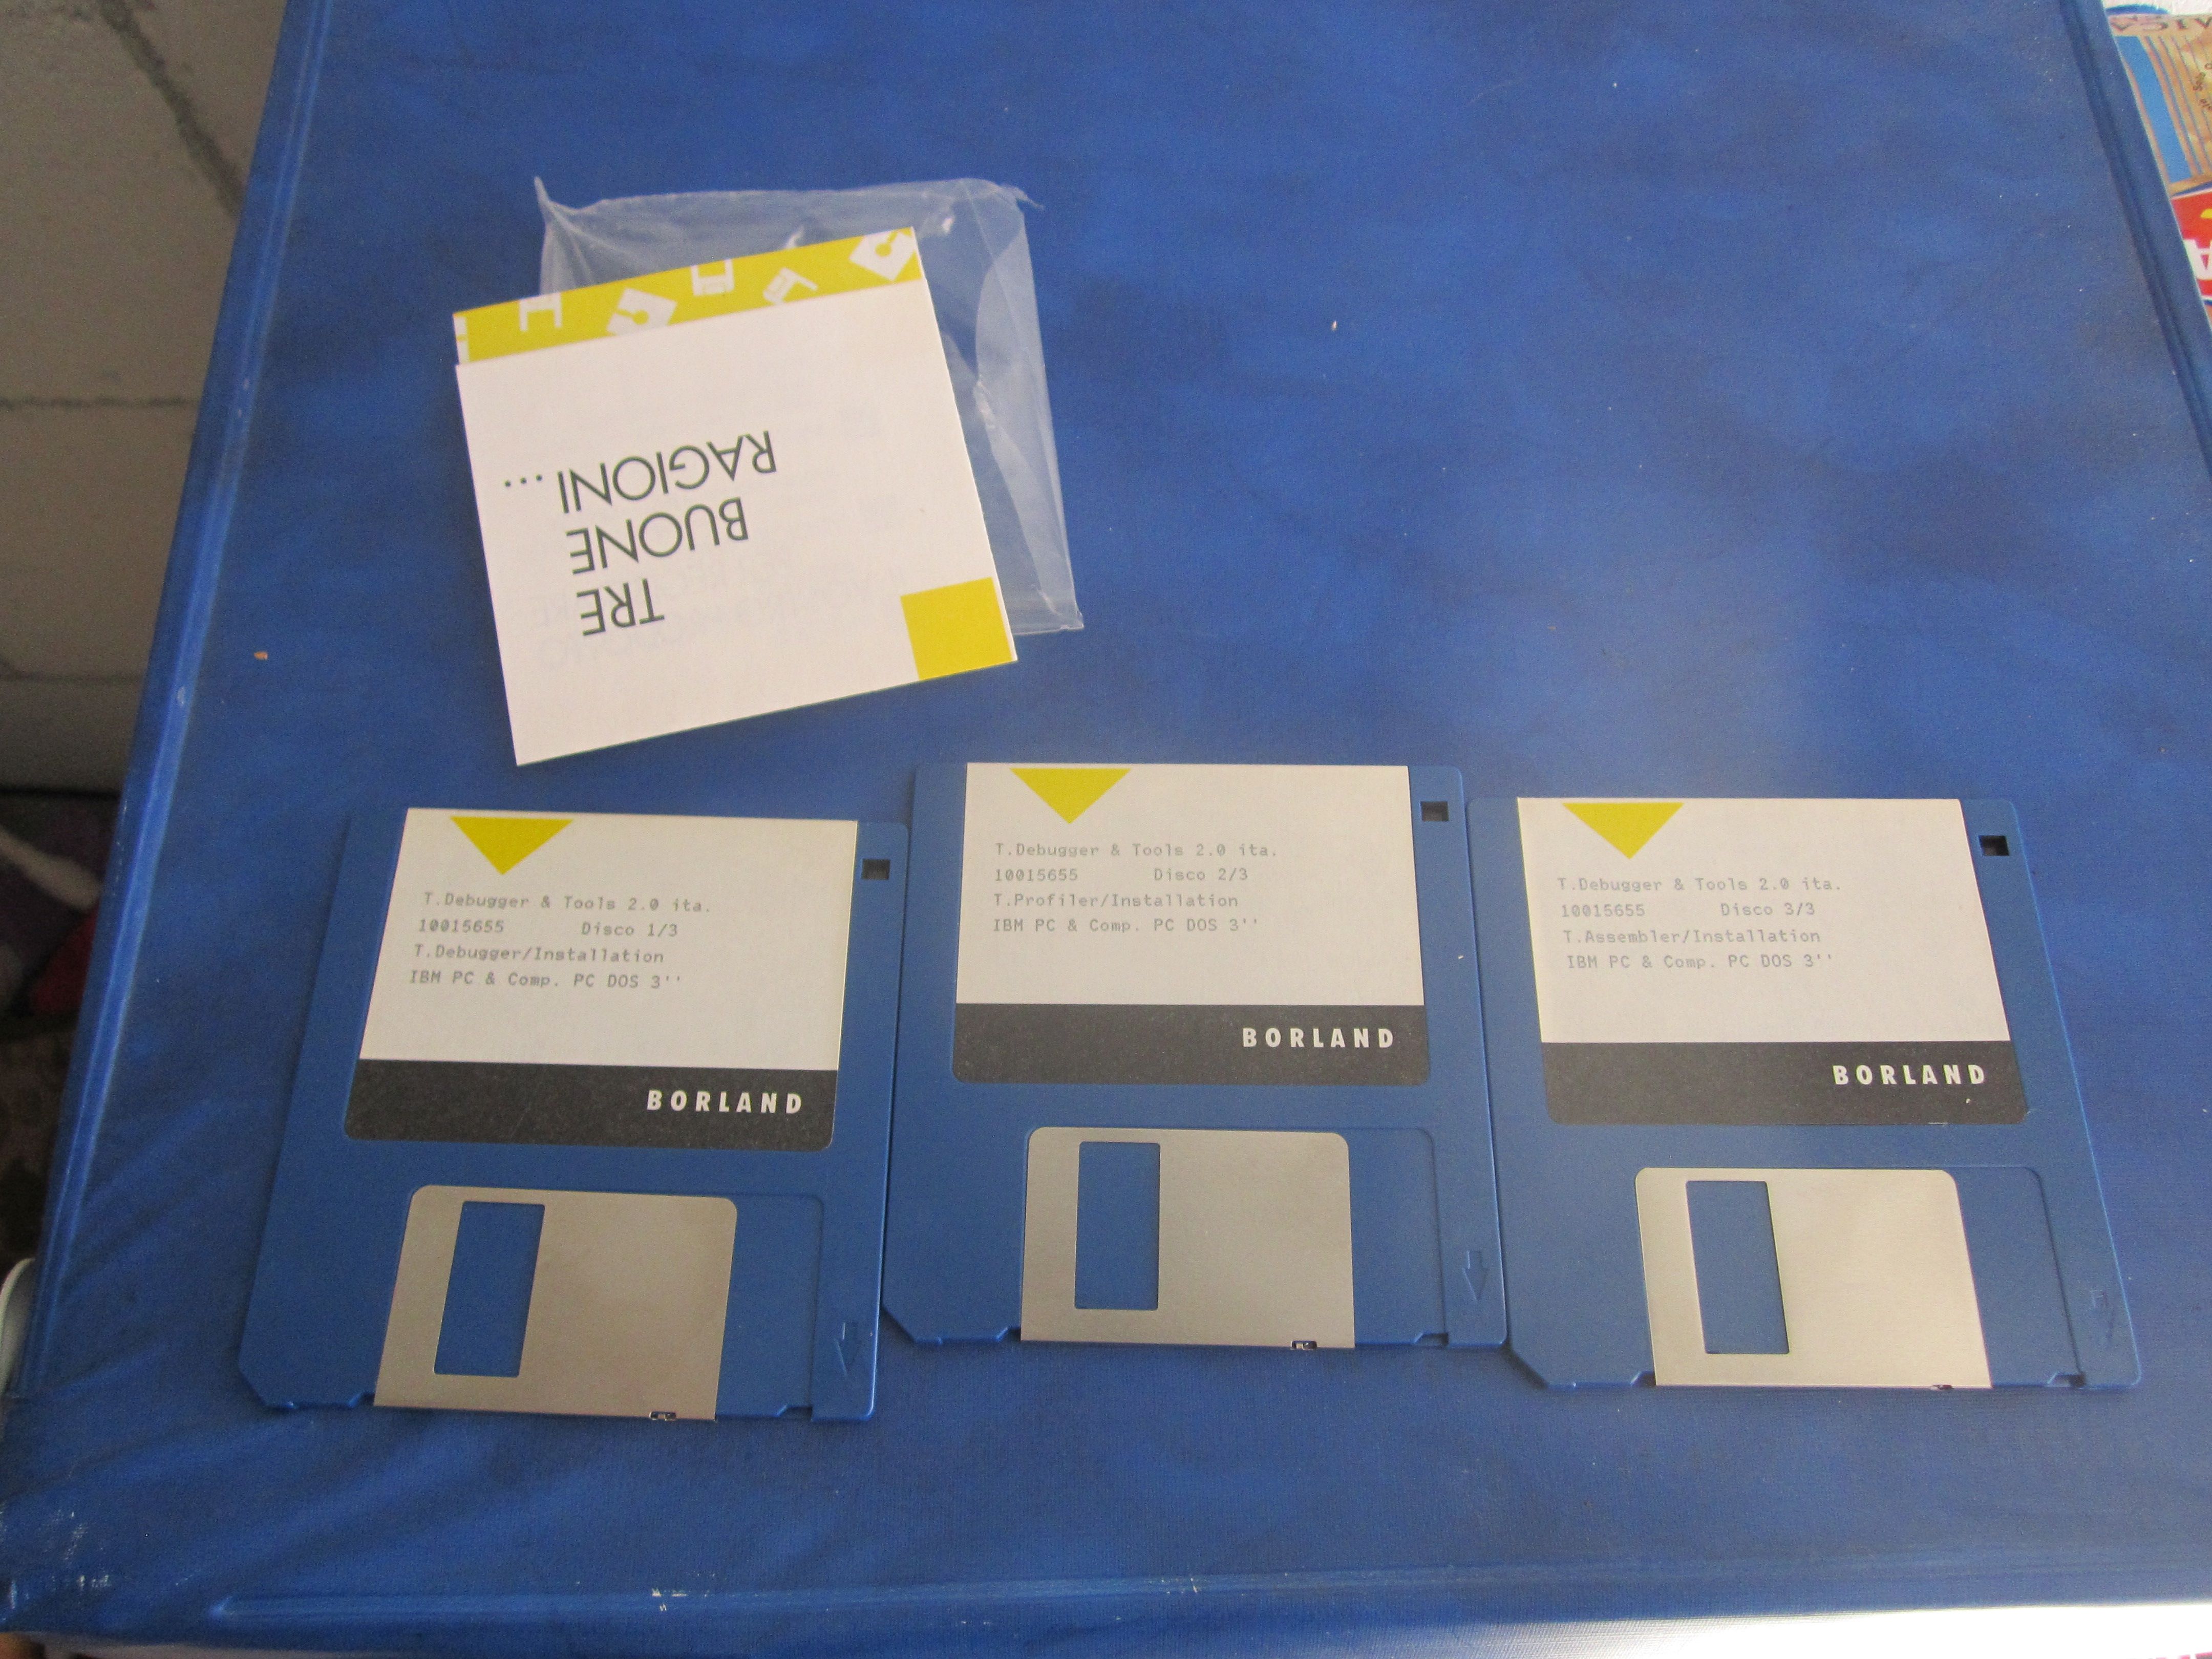 TRE
BUONE
RAGIONI...
T.Debugger & Tools 2.0 ita.
10015655 Disco 1/3
T.Debugger/Installation
IBM PC & Comp. PC DOS 3''
BORLAND
T.Debugger & Tools 2.0 ita.
10015655 Disco 2/3
T.Profiler/Installation
IBM PC & Comp. PC DOS 3''
BORLAND
T.Debugger & Tools 2.0 ita.
10015655 Disco 3/3
T.Assembler/Installation
IBM PC & Comp. PC DOS 3''
BORLAND